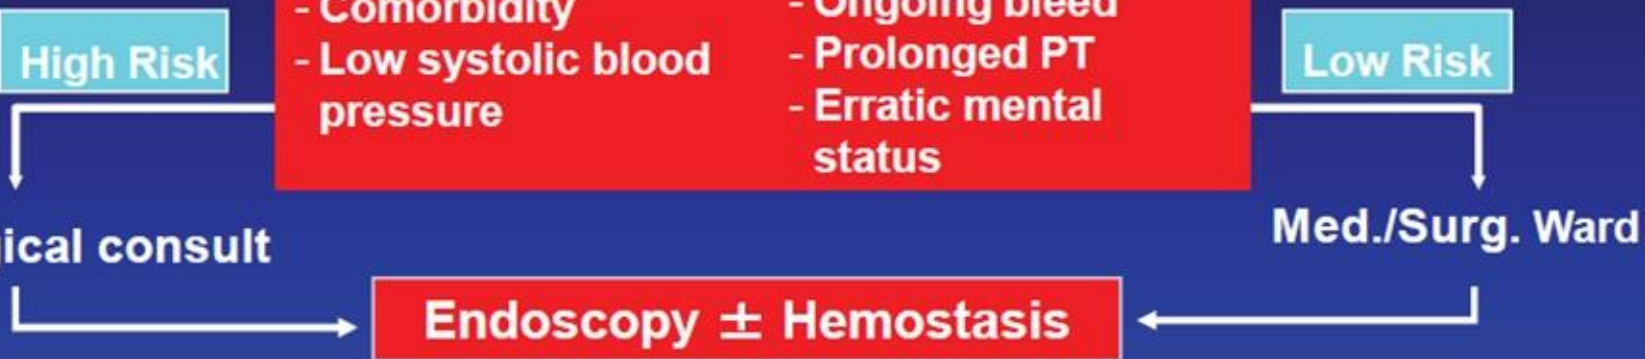 High Risk
- Comorbidity
- Low systolic blood
pressure
- Ongoing bleed
- Prolonged PT
- Erratic mental
status
Low Risk
ical consult
Med./Surg. Ward
Endoscopy ± Hemostasis